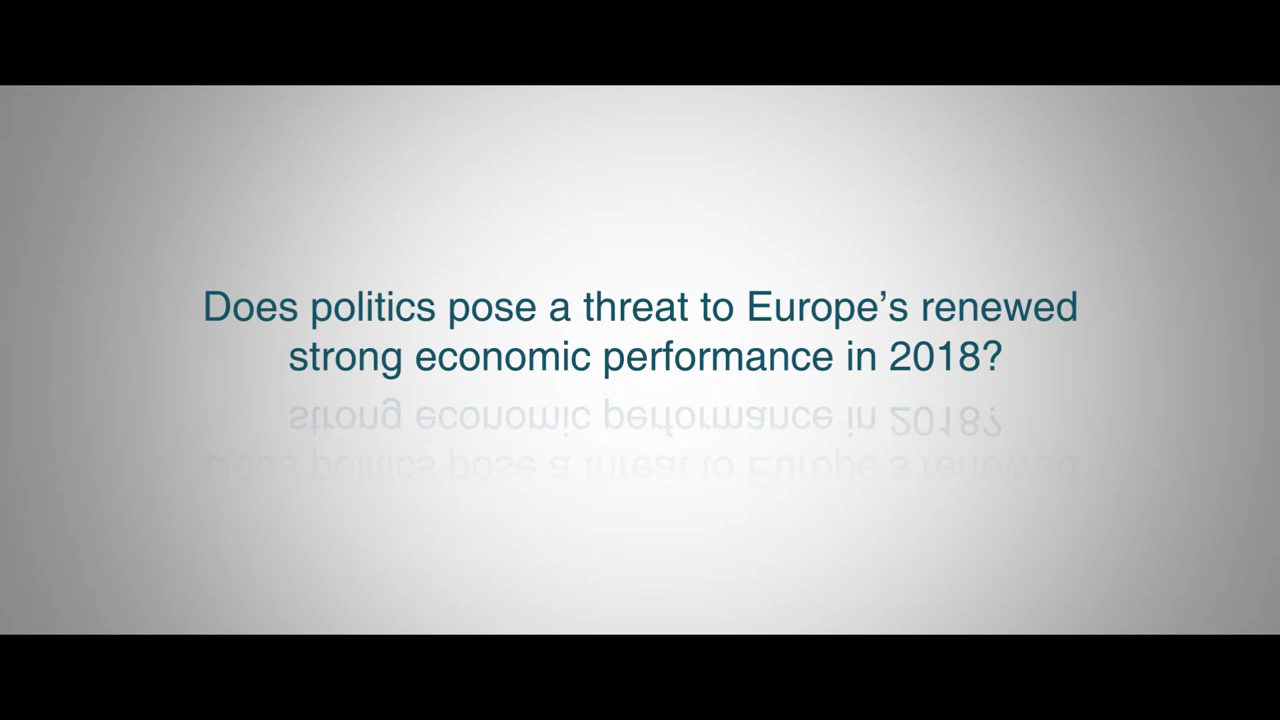 Does politics pose a threat to Europe’s renewed
strong economic performance in 2018?